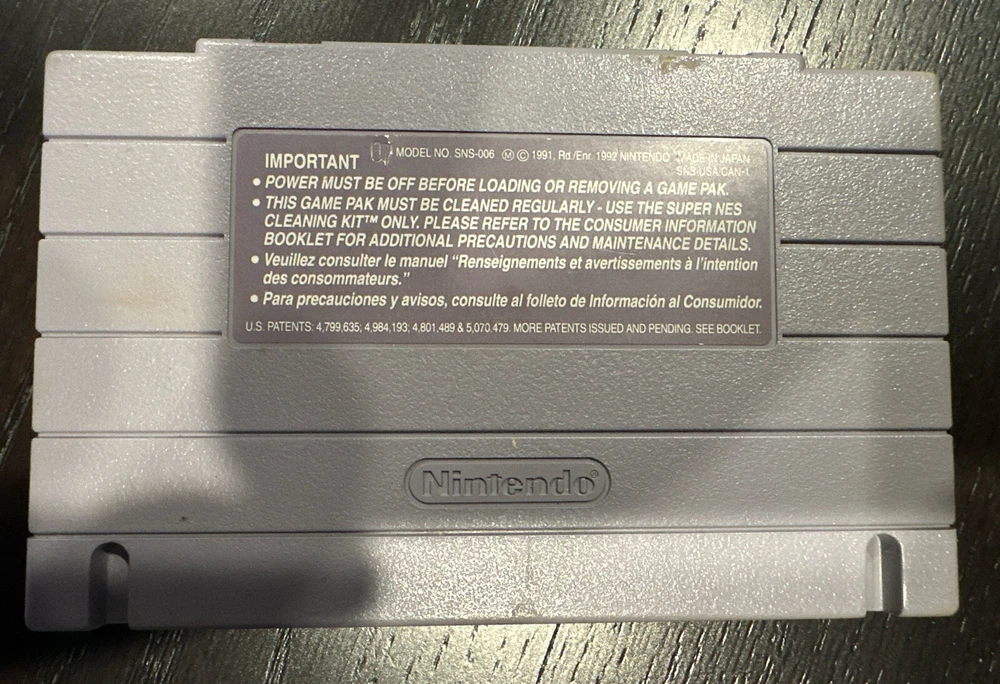 IMPORTANT
MODEL NO. SNS-006 Ⓜ © 1991, Rd./Enr. 1992 NINTENDO MADE IN JAPAN
SNS-USA/CAN-1
• POWER MUST BE OFF BEFORE LOADING OR REMOVING A GAME PAK.
• THIS GAME PAK MUST BE CLEANED REGULARLY - USE THE SUPER NES
CLEANING KIT™ ONLY. PLEASE REFER TO THE CONSUMER INFORMATION
BOOKLET FOR ADDITIONAL PRECAUTIONS AND MAINTENANCE DETAILS.
• Veuillez consulter le manuel “Renseignements et avertissements à l’intention
des consommateurs.”
• Para precauciones y avisos, consulte al folleto de Información al Consumidor.
U.S. PATENTS: 4,799,635; 4,984,193; 4,801,489 & 5,070.479. MORE PATENTS ISSUED AND PENDING. SEE BOOKLET.
Nintendo®